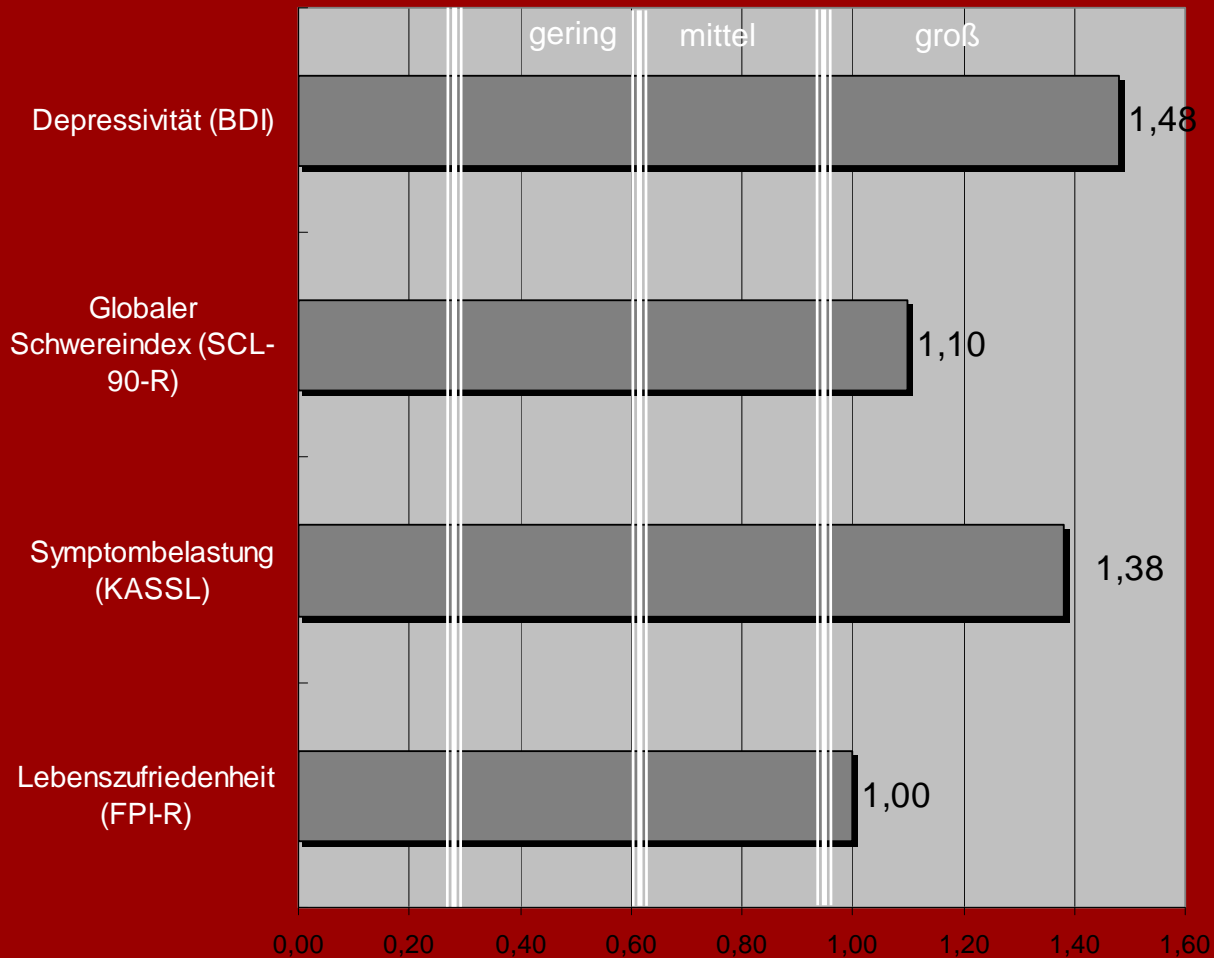 gering mittel groß
Depressivität (BDI)
1,48
Globaler
Schwereindex (SCL-
90-R)
1,10
Symptombelastung
(KASSL)
1,38
Lebenszufriedenheit
(FPI-R)
1,00
0,00 0,20 0,40 0,60 0,80 1,00 1,20 1,40 1,60